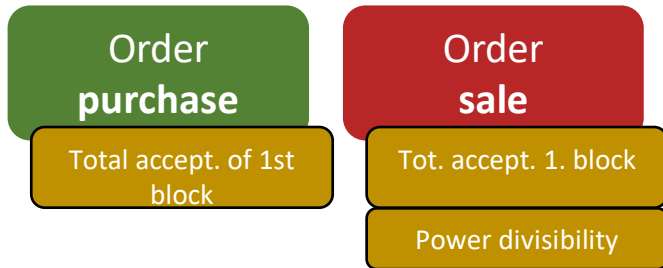 Order
purchase
Total accept. of 1st
block
Order
sale
Tot. accept. 1. block
Power divisibility